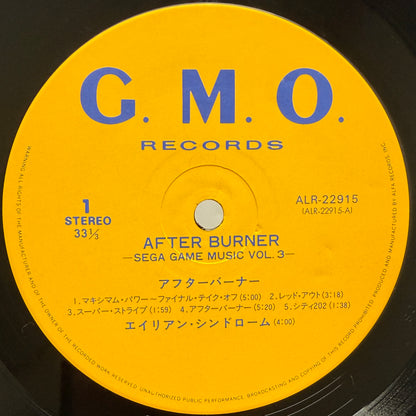 G. M. O.
RECORDS
1
STEREO
33⅓
ALR-22915
(ALR-22915-A)
AFTER BURNER
—SEGA GAME MUSIC VOL. 3—
アフターバーナー
1.マキシマム・パワー～ファイナル・テイク・オフ(5:00) 2.レッド・アウト(3:18)
3.スーパー・ストライプ(1:59) 4.アフターバーナー(5:20) 5.シティ202(1:38)
エイリアン・シンドローム(4:00)
WARNING: ALL RIGHTS OF THE MANUFACTURER AND OF THE OWNER OF THE RECORDED WORK RESERVED. UNAUTHORIZED PUBLIC PERFORMANCE, BROADCASTING AND COPYING OF THIS RECORD PROHIBITED. MANUFACTURED BY ALFA RECORDS, INC.